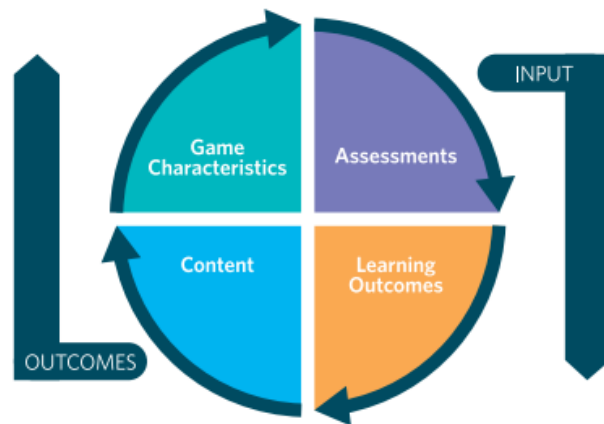 INPUT
Game
Characteristics
Assessments
Content
Learning
Outcomes
OUTCOMES